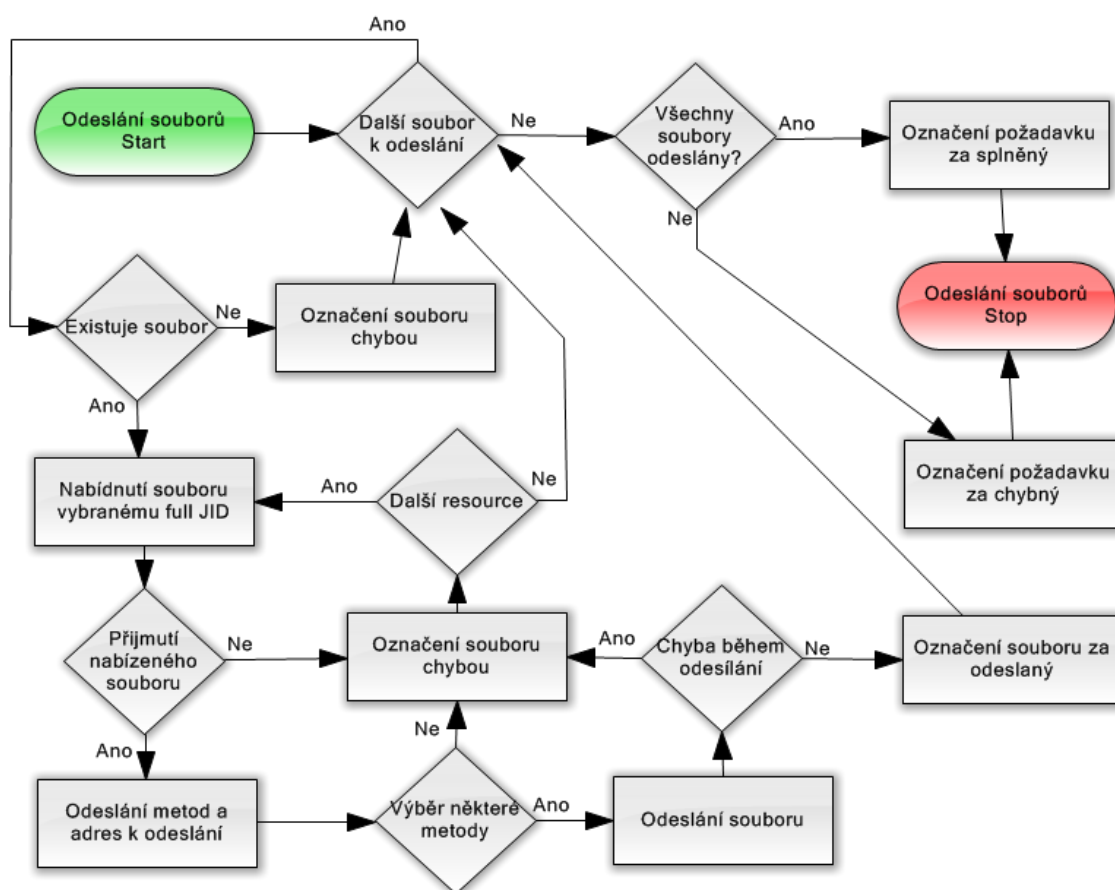 Ano
Odeslání souborů
Start
Další soubor
k odeslání
Ne
Všechny
soubory
odeslány?
Ano
Označení požadavku
za splněný
Ne
Existuje soubor
Ne
Označení souboru
chybou
Odeslání souborů
Stop
Ano
Nabídnutí souboru
vybranému full JID
Ano
Další resource
Ne
Označení požadavku
za chybný
Přijmutí
nabízeného
souboru
Ne
Označení souboru
chybou
Ano
Chyba během
odesílání
Ne
Označení souboru za
odeslaný
Ano
Ne
Odeslání metod a
adres k odeslání
Výběr některé
metody
Ano
Odeslání souboru